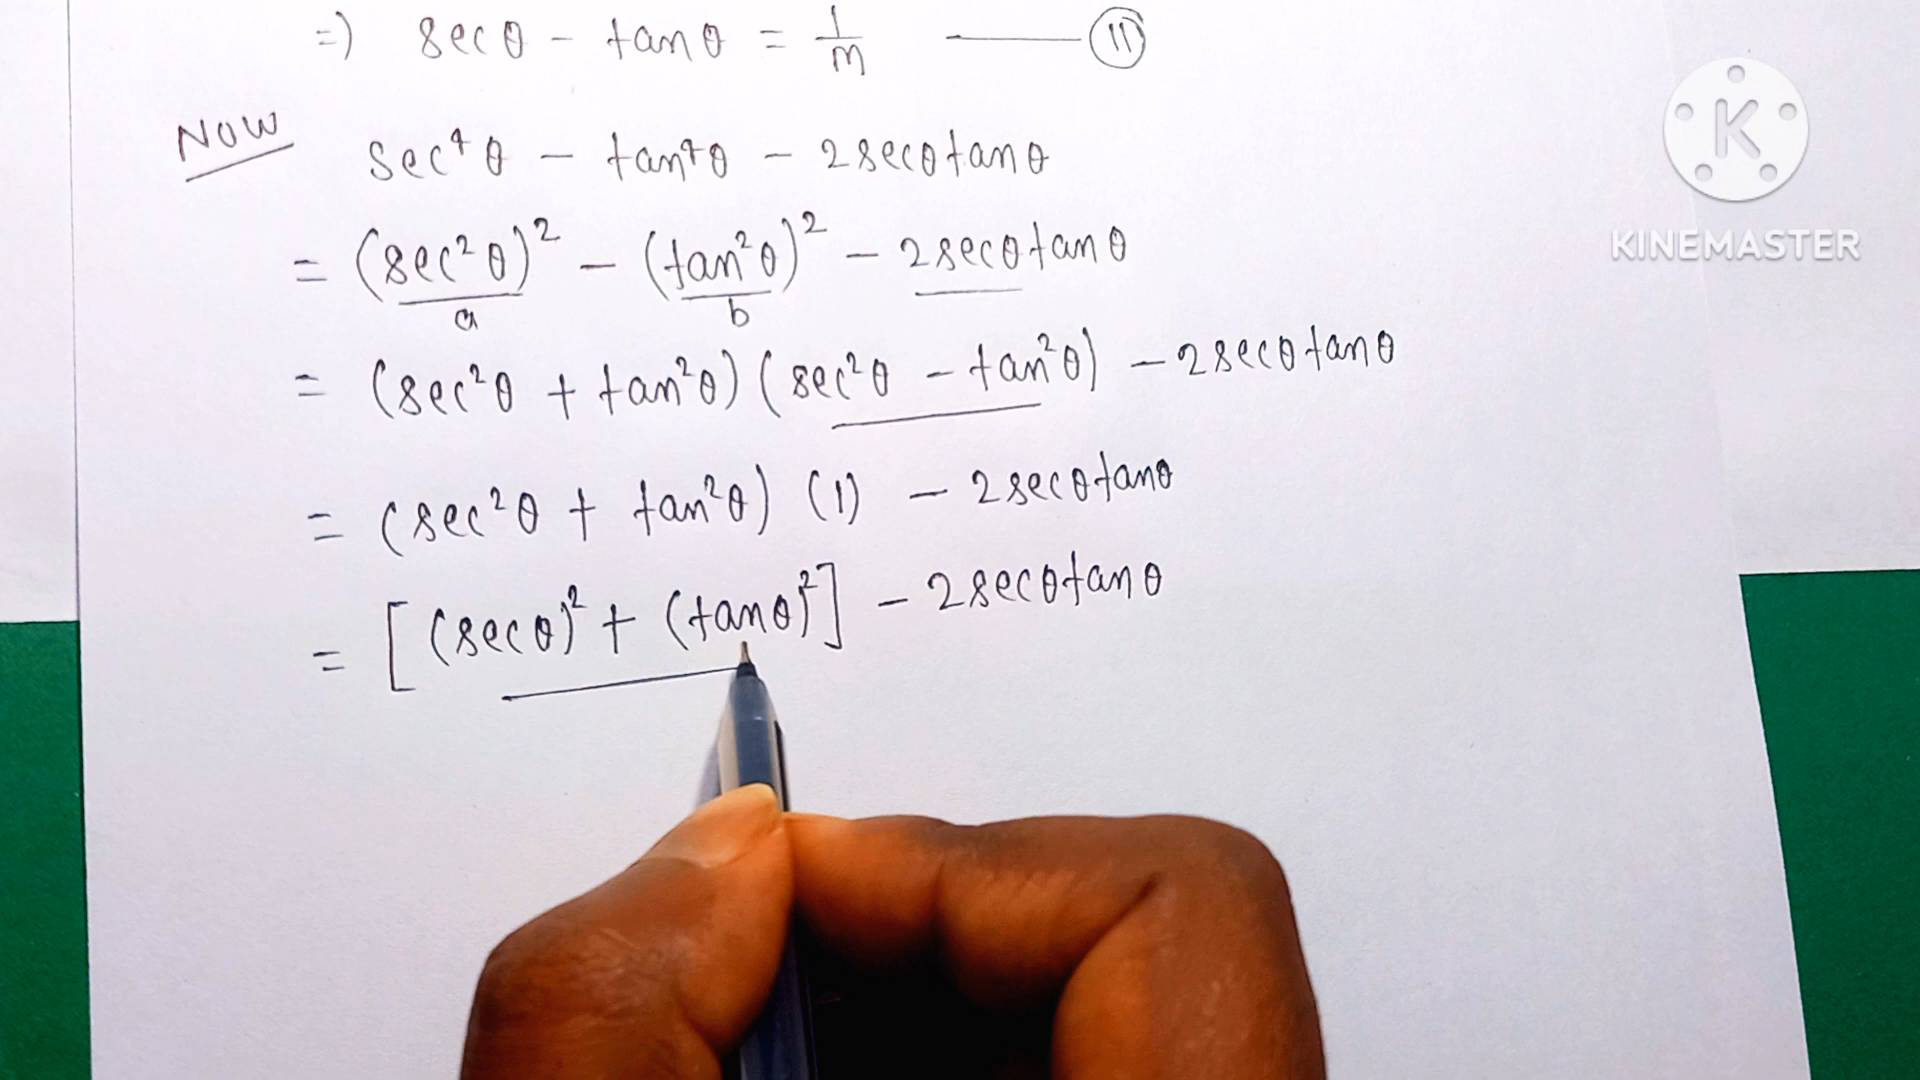 =) secθ - tanθ = 1/m —— (11)
Now sec⁴θ - tan⁴θ - 2secθtanθ
= (sec²θ)² - (tan²θ)² - 2secθtanθ
a b
= (sec²θ + tan²θ)(sec²θ - tan²θ) - 2secθtanθ
= (sec²θ + tan²θ) (1) - 2secθtanθ
= [(secθ)² + (tanθ)²] - 2secθtanθ
K
KINEMASTER